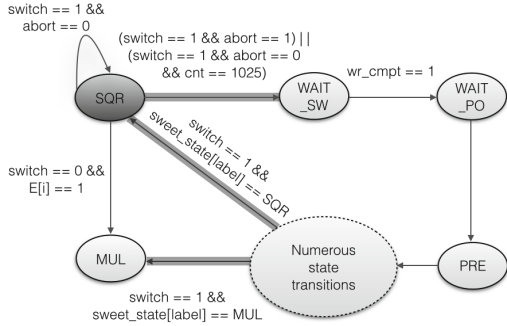 switch == 1 &&
abort == 0
(switch == 1 && abort == 1) ||
(switch == 1 && abort == 0
&& cnt == 1025)
SQR
WAIT
_SW
wr_cmpt == 1
WAIT
_PO
switch == 1 &&
sweet_state[label] == SQR
switch == 0 &&
E[i] == 1
MUL
Numerous
state
transitions
PRE
switch == 1 &&
sweet_state[label] == MUL